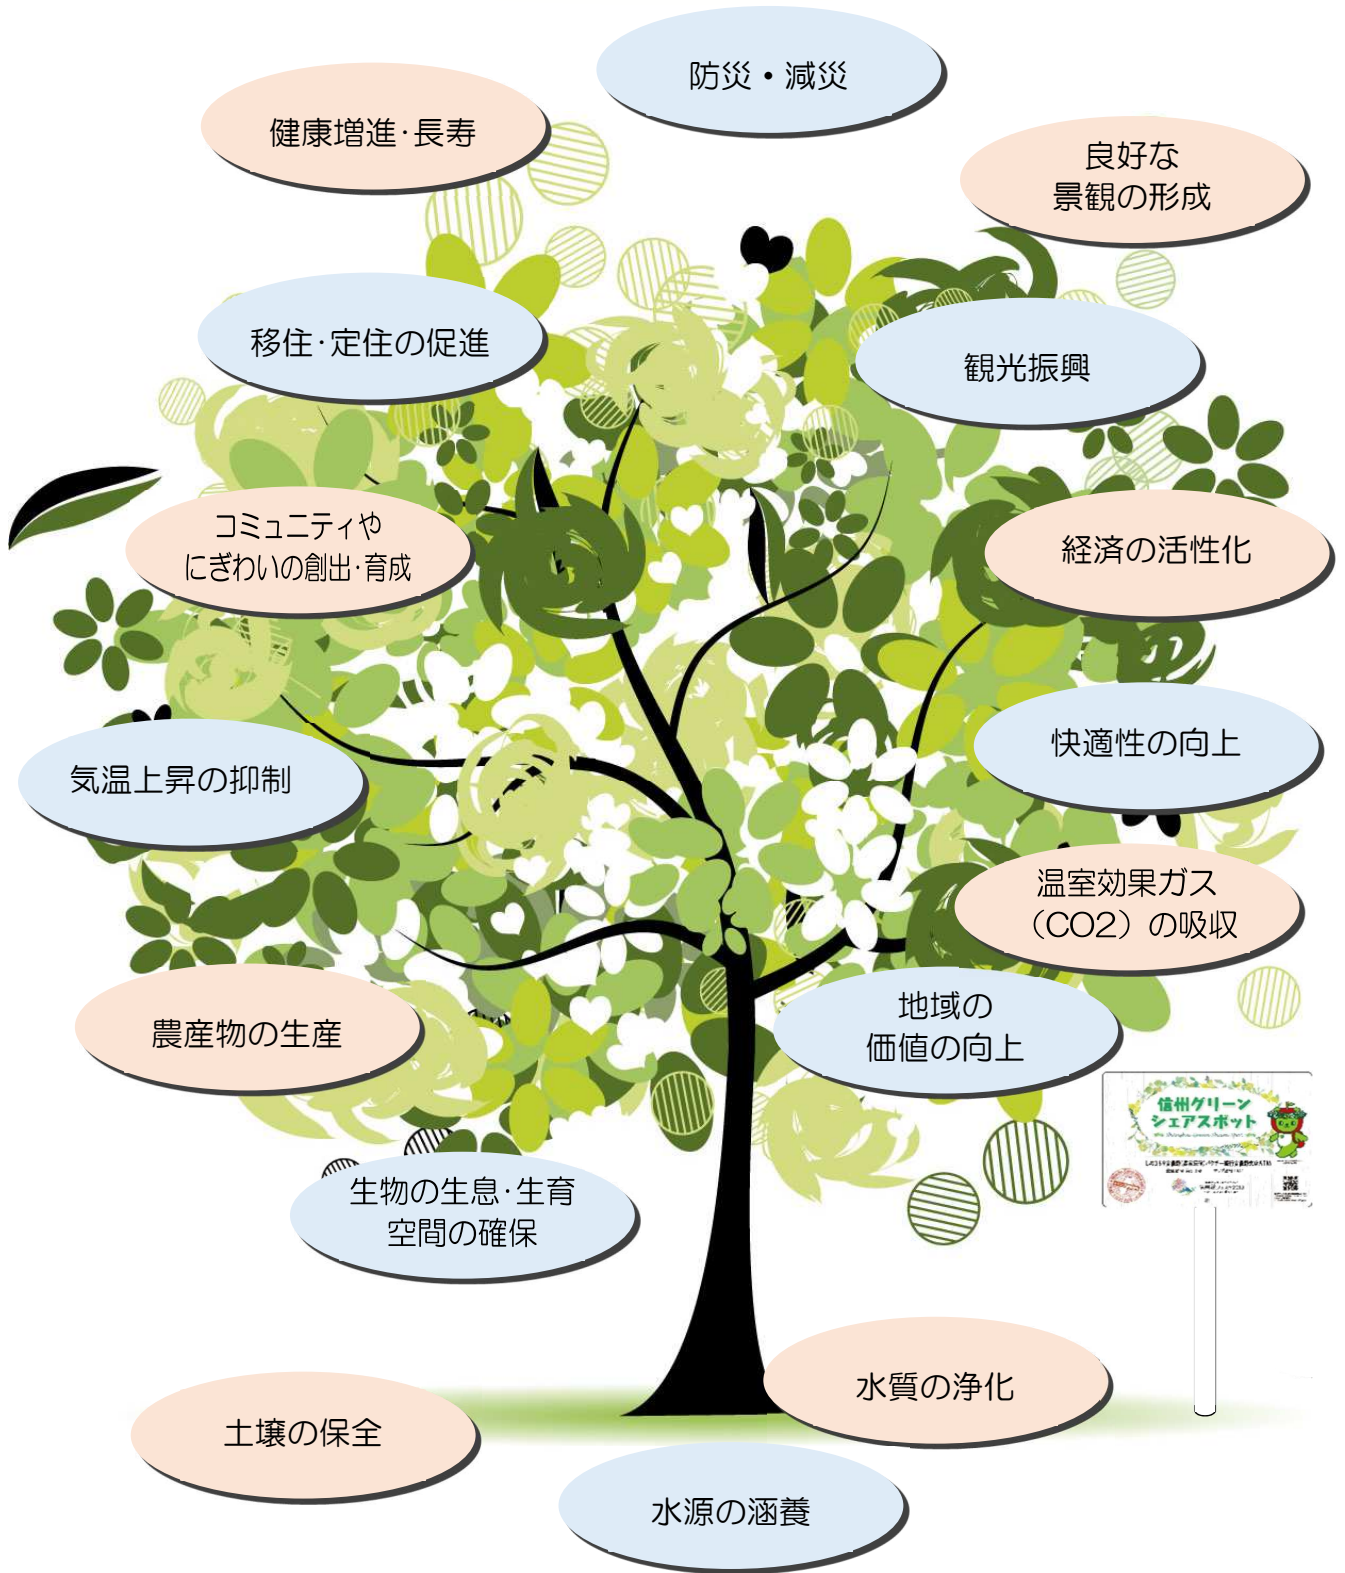 防災・減災
健康増進・長寿
良好な
景観の形成
移住・定住の促進
観光振興
コミュニティや
にぎわいの創出・育成
経済の活性化
快適性の向上
気温上昇の抑制
温室効果ガス
（CO2）の吸収
地域の
価値の向上
農産物の生産
信州グリーン
シェアスポット
生物の生息・生育
空間の確保
水質の浄化
土壌の保全
水源の涵養